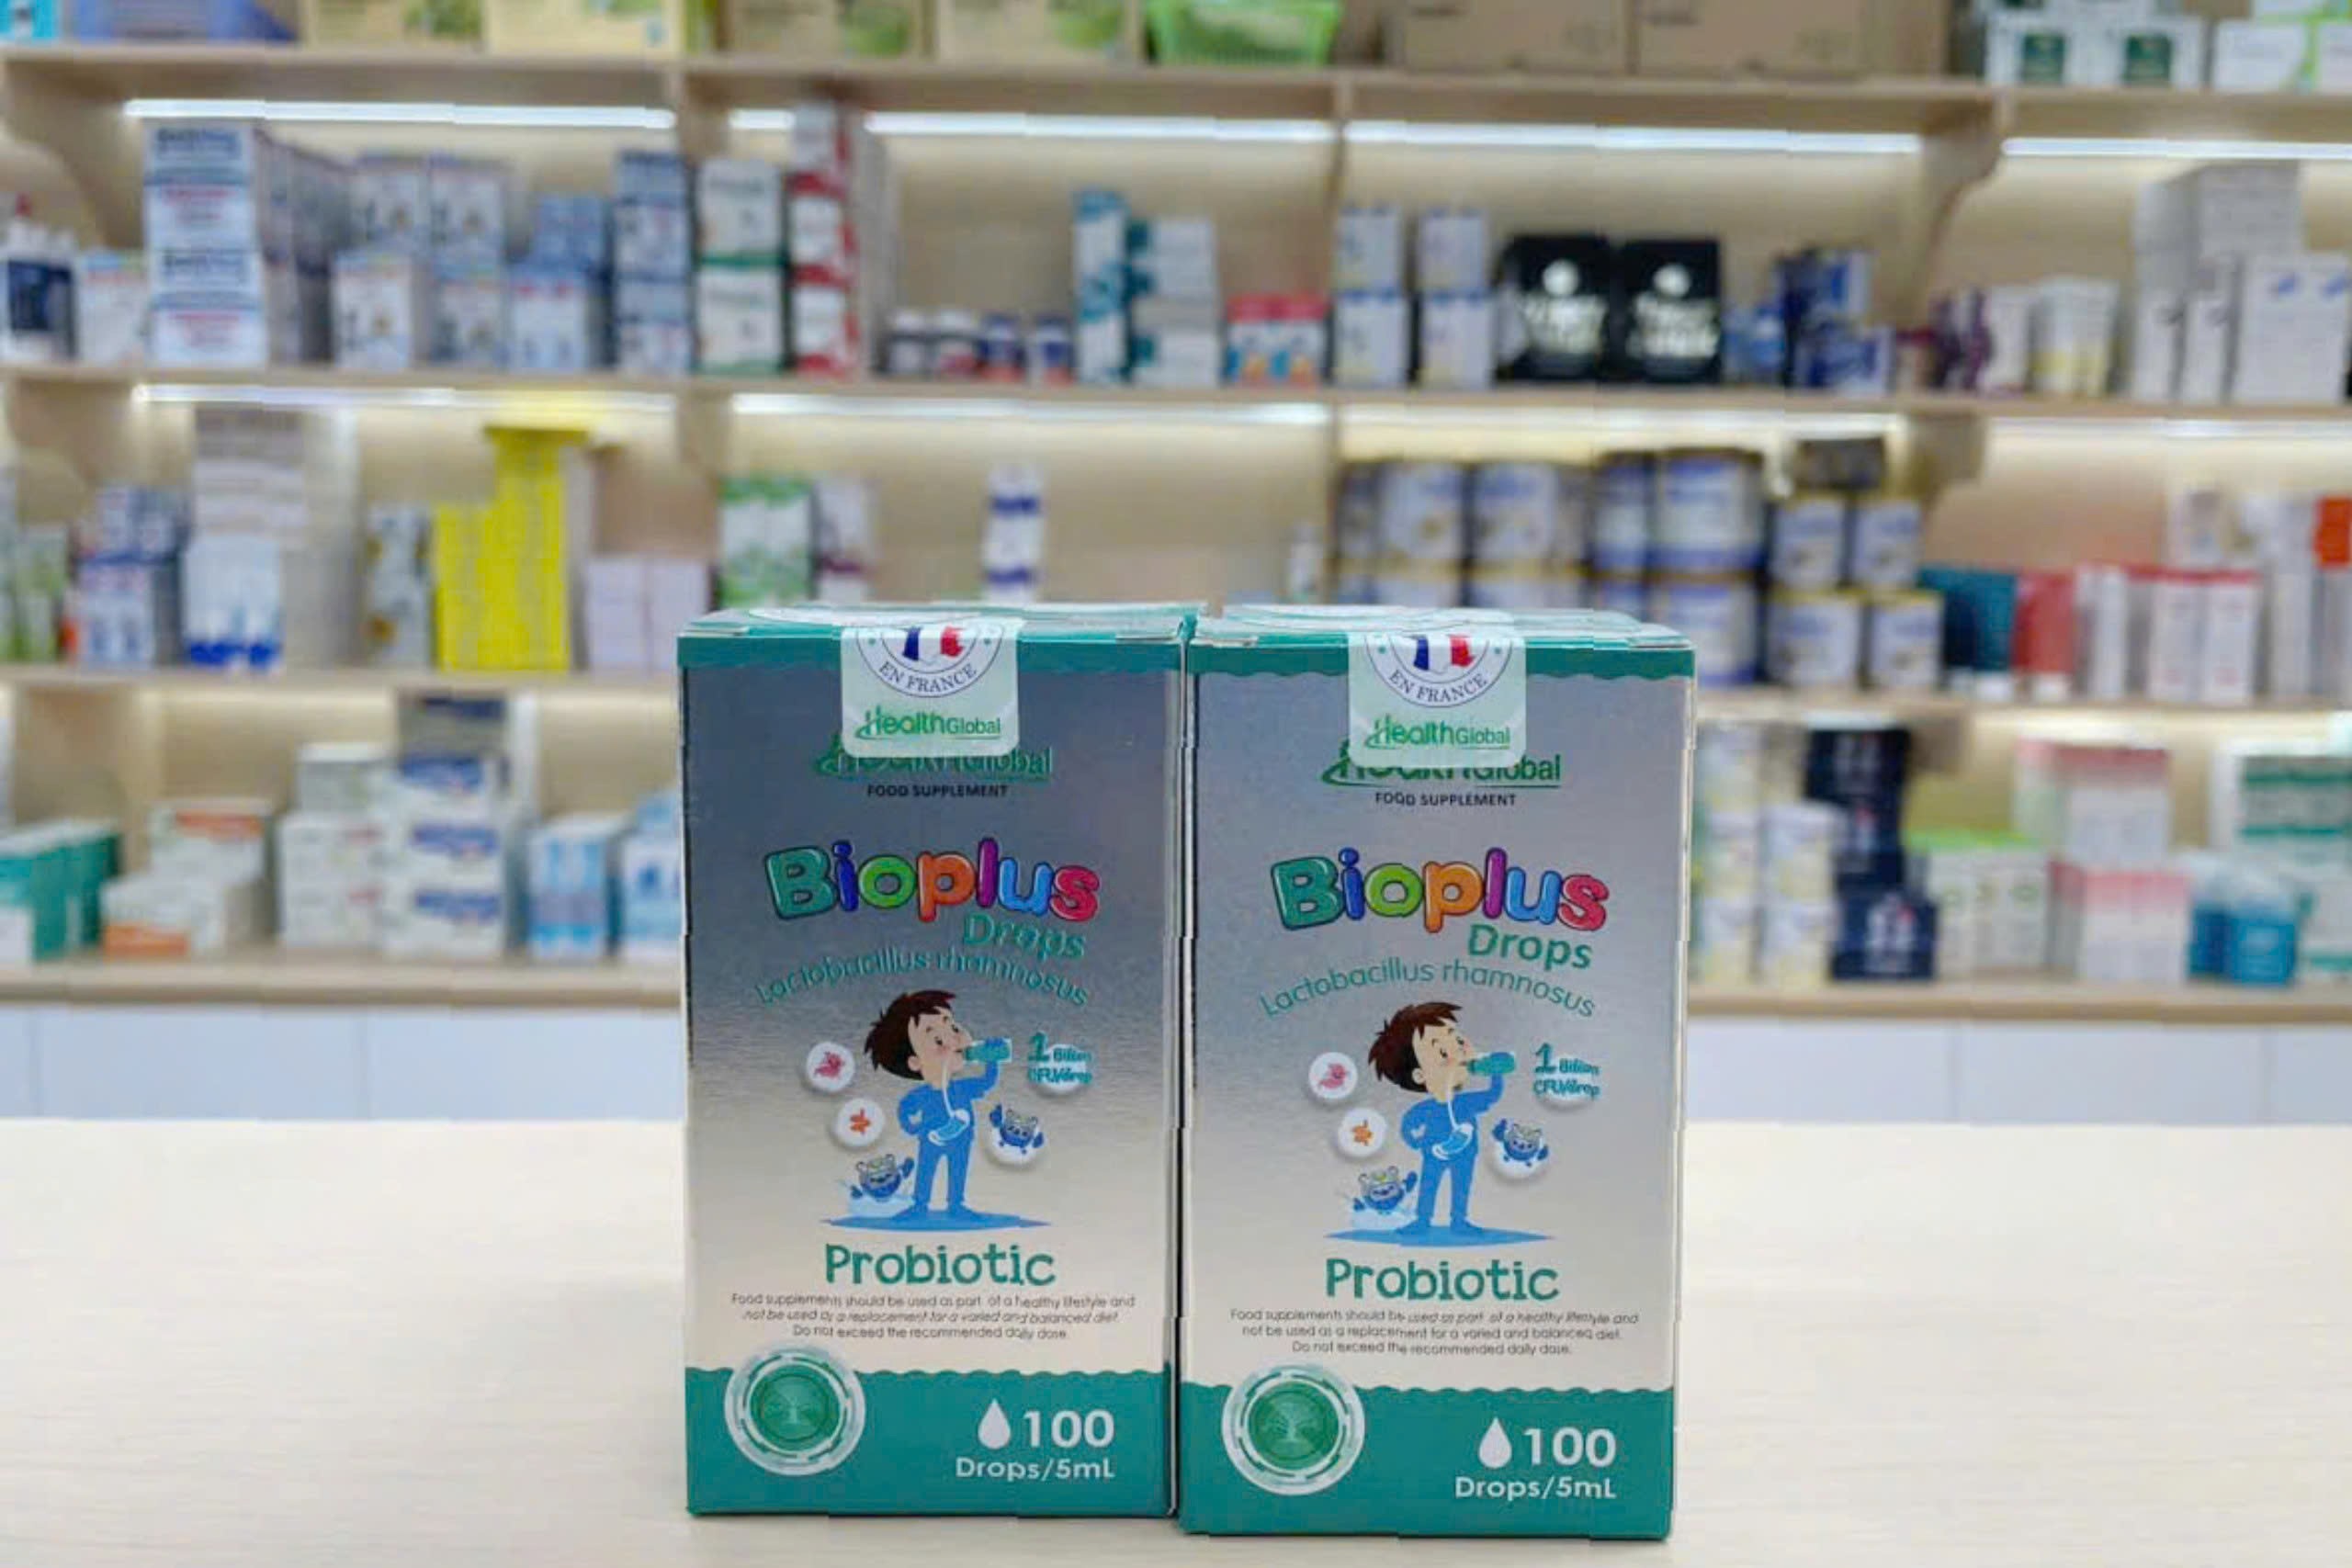 EN FRANCE
HealthGlobal
HealthGlobal
FOOD SUPPLEMENT
Bioplus
Drops
Lactobacillus rhamnosus
1 Billion
CFU/drop
Probiotic
Food supplements should be used as part of a healthy lifestyle and
not be used as a replacement for a varied and balanced diet.
Do not exceed the recommended daily dose.
100
Drops/5mL
EN FRANCE
HealthGlobal
HealthGlobal
FOOD SUPPLEMENT
Bioplus
Drops
Lactobacillus rhamnosus
1 Billion
CFU/drop
Probiotic
Food supplements should be used as part of a healthy lifestyle and
not be used as a replacement for a varied and balanced diet.
Do not exceed the recommended daily dose.
100
Drops/5mL